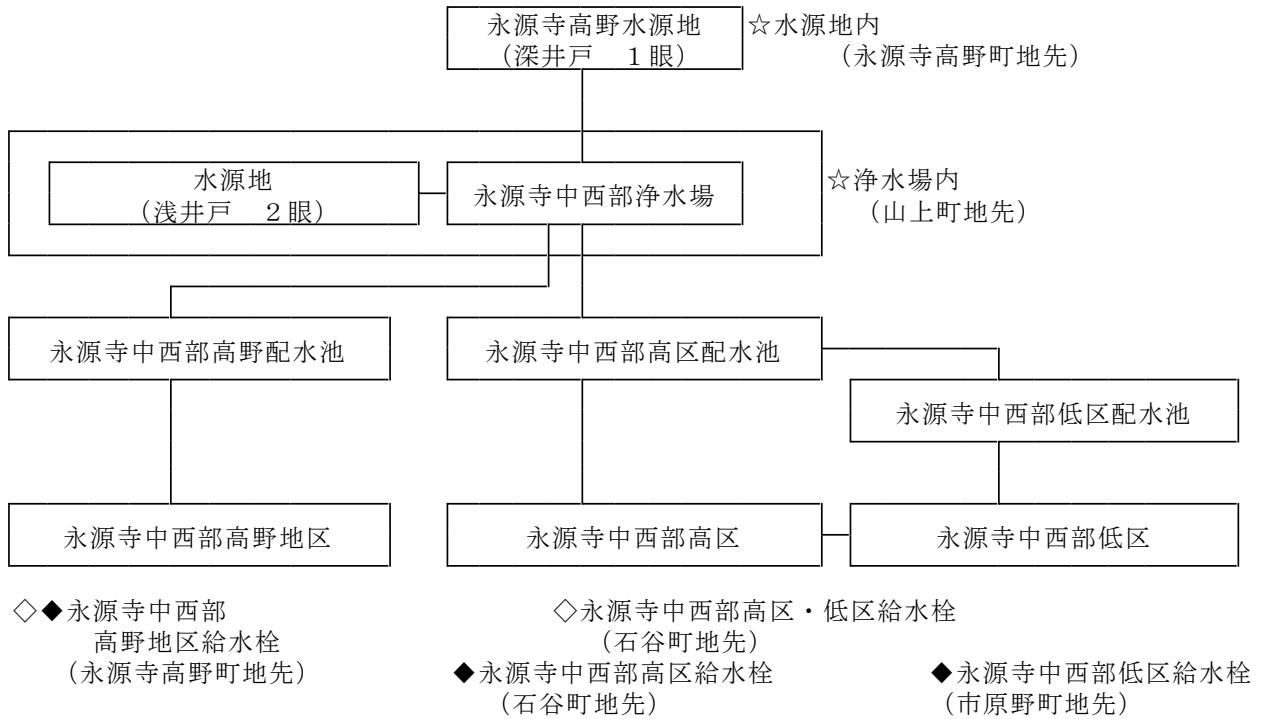 永源寺高野水源地
（深井戸　１眼）
☆水源地内
（永源寺高野町地先）
水源地
（浅井戸　２眼）
永源寺中西部浄水場
☆浄水場内
（山上町地先）
永源寺中西部高野配水池
永源寺中西部高区配水池
永源寺中西部低区配水池
永源寺中西部高野地区
永源寺中西部高区
永源寺中西部低区
◇◆永源寺中西部
高野地区給水栓
（永源寺高野町地先）
◇永源寺中西部高区・低区給水栓
（石谷町地先）
◆永源寺中西部高区給水栓
（石谷町地先）
◆永源寺中西部低区給水栓
（市原野町地先）